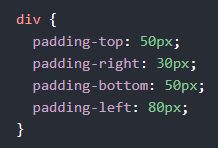 div {
  padding-top: 50px;
  padding-right: 30px;
  padding-bottom: 50px;
  padding-left: 80px;
}